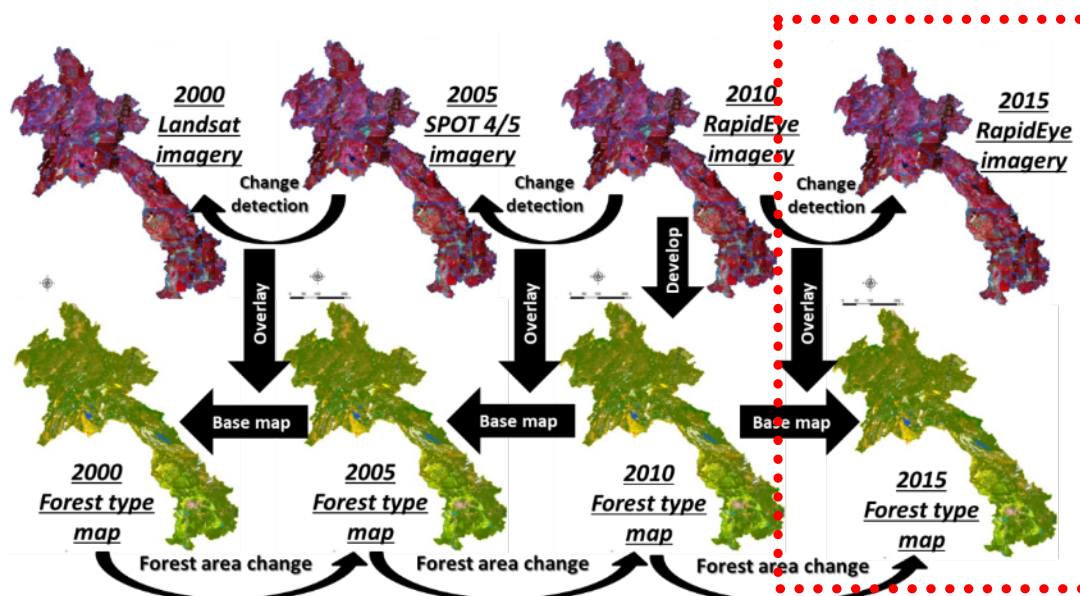 2000
Landsat
imagery
2005
SPOT 4/5
imagery
2010
RapidEye
imagery
2015
RapidEye
imagery
Change
detection
Change
detection
Change
detection
Overlay
Overlay
Develop
Overlay
Base map
Base map
Base map
2000
Forest type
map
2005
Forest type
map
2010
Forest type
map
2015
Forest type
map
Forest area change
Forest area change
Forest area change